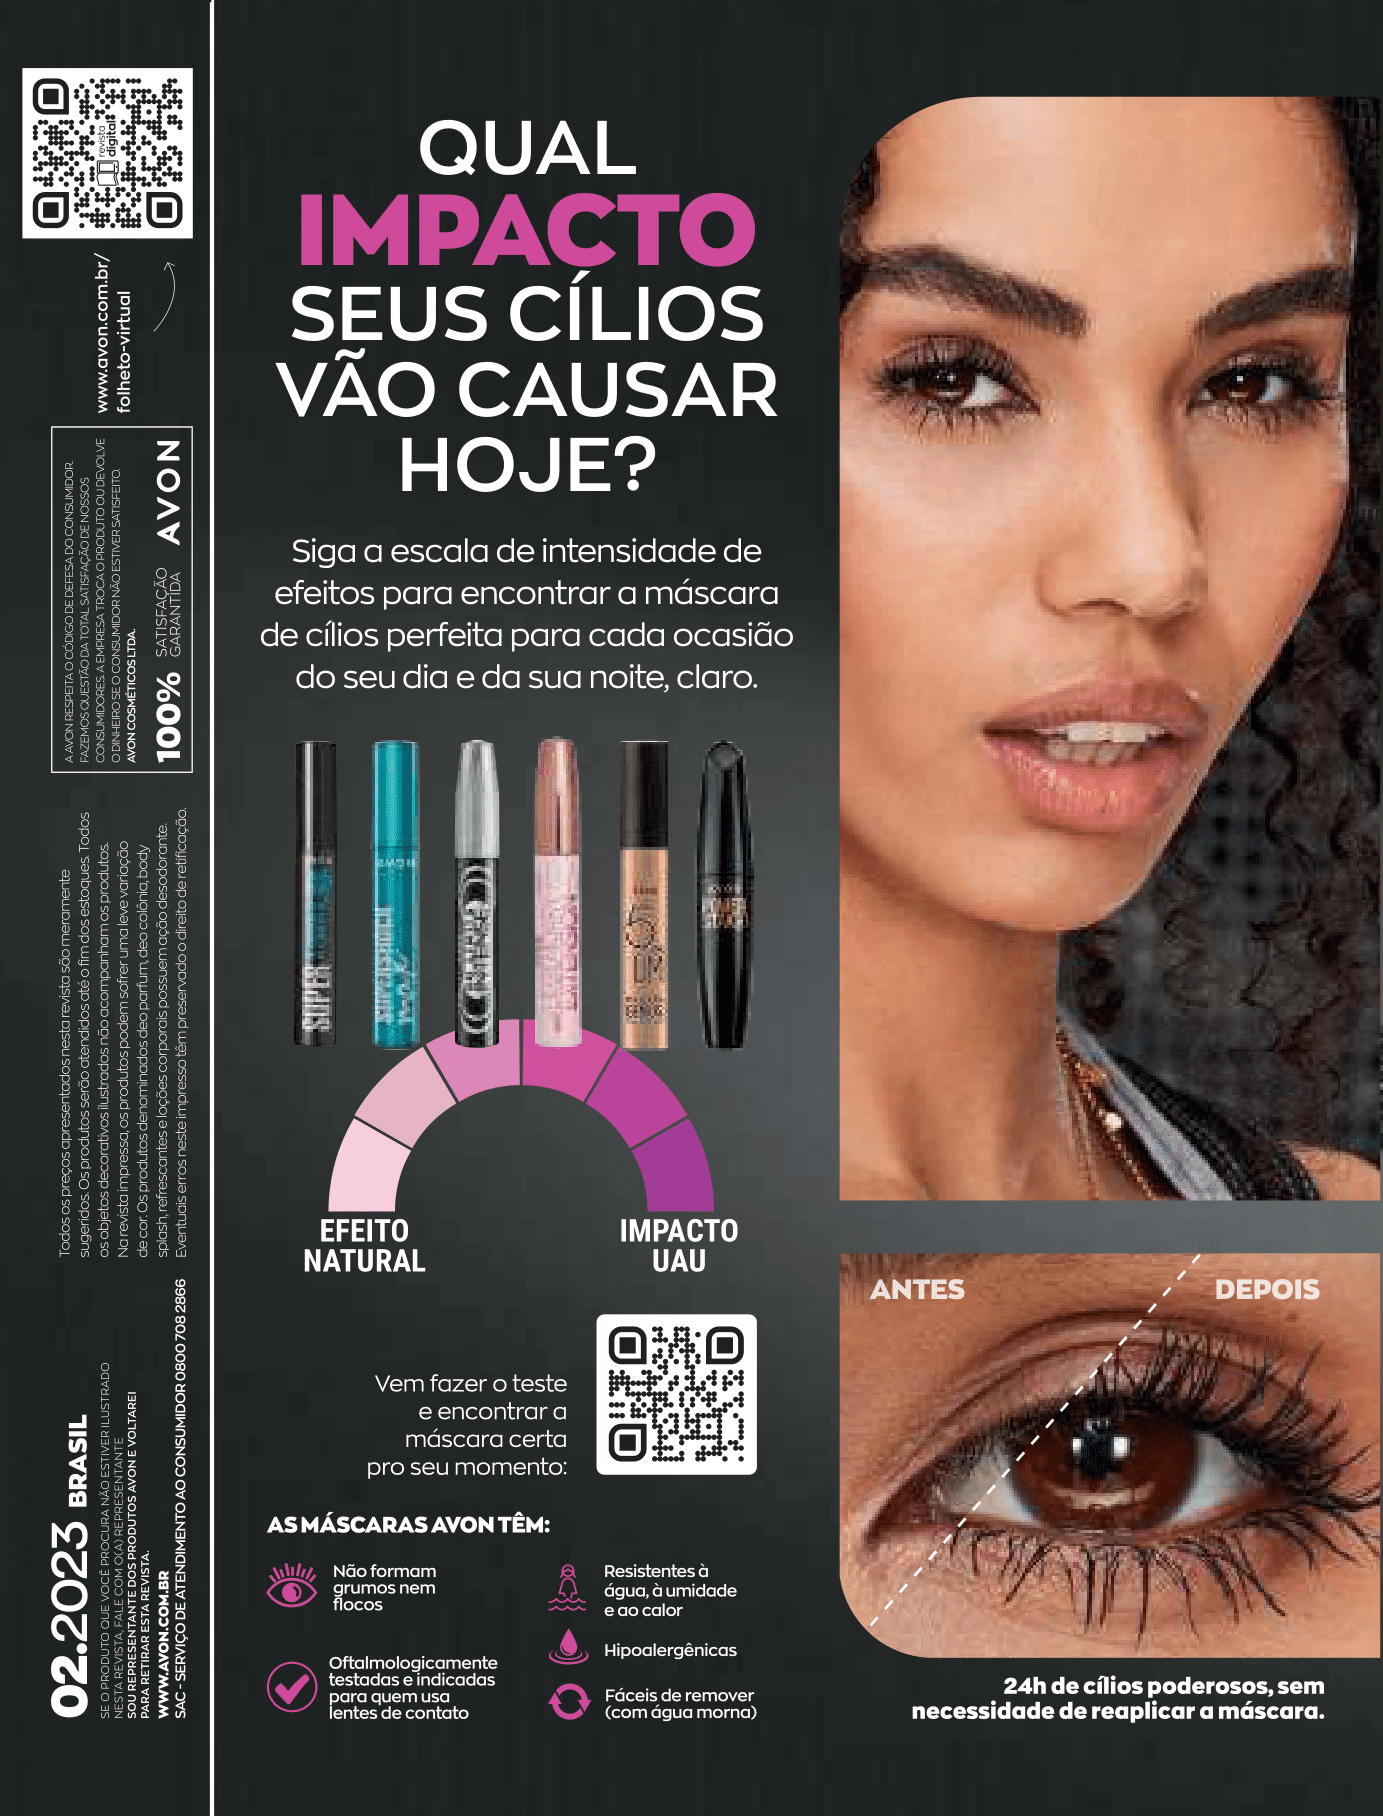 revista
digital
www.avon.com.br/
folheto-virtual
A AVON RESPEITA O CÓDIGO DE DEFESA DO CONSUMIDOR.
FAZEMOS QUESTÃO DA TOTAL SATISFAÇÃO DE NOSSOS
CONSUMIDORES. A EMPRESA TROCA O PRODUTO OU DEVOLVE
O DINHEIRO SE O CONSUMIDOR NÃO ESTIVER SATISFEITO.
AVON COSMÉTICOS LTDA.
100% SATISFAÇÃO
GARANTIDA
AVON
Todos os preços apresentados nesta revista são meramente
sugeridos. Os produtos serão atendidos até o fim dos estoques. Todos
os objetos decorativos ilustrados não acompanham os produtos.
Na revista impressa, os produtos podem sofrer uma leve variação
de cor. Os produtos denominados deo parfum, deo colônia, body
splash, refrescantes e loções corporais possuem ação desodorante.
Eventuais erros neste impresso têm preservado o direito de retificação.
02.2023 BRASIL
SE O PRODUTO QUE VOCÊ PROCURA NÃO ESTIVER ILUSTRADO
NESTA REVISTA, FALE COM O(A) REPRESENTANTE
SOU REPRESENTANTE DOS PRODUTOS AVON E VOLTAREI
PARA RETIRAR ESTA REVISTA.
WWW.AVON.COM.BR
SAC - SERVIÇO DE ATENDIMENTO AO CONSUMIDOR 0800 708 2866
QUAL
IMPACTO
SEUS CÍLIOS
VÃO CAUSAR
HOJE?
Siga a escala de intensidade de
efeitos para encontrar a máscara
de cílios perfeita para cada ocasião
do seu dia e da sua noite, claro.
SUPER
EFEITO
NATURAL
IMPACTO
UAU
Vem fazer o teste
e encontrar a
máscara certa
pro seu momento:
AS MÁSCARAS AVON TÊM:
Não formam
grumos nem
flocos
Oftalmologicamente
testadas e indicadas
para quem usa
lentes de contato
Resistentes à
água, à umidade
e ao calor
Hipoalergênicas
Fáceis de remover
(com água morna)
ANTES
DEPOIS
24h de cílios poderosos, sem
necessidade de reaplicar a máscara.